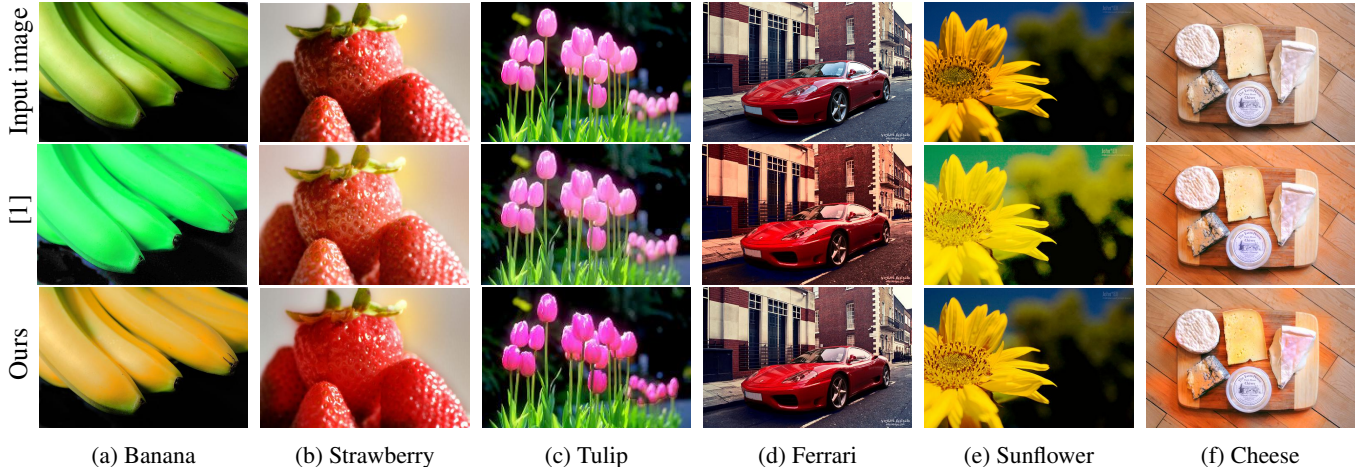 Input image
[1]
Ours
(a) Banana
(b) Strawberry
(c) Tulip
(d) Ferrari
(e) Sunflower
(f) Cheese